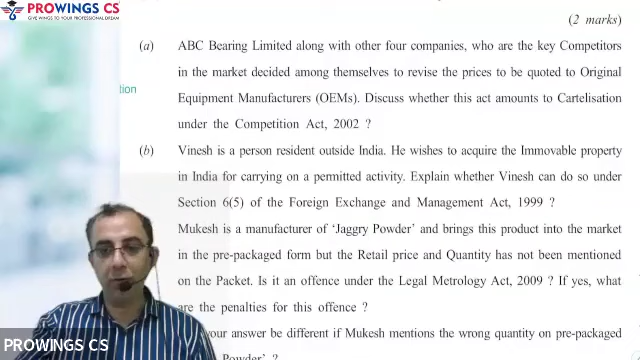 PROWINGS CS
GIVE WINGS TO YOUR PROFESSIONAL DREAM
(2 marks)
(a) ABC Bearing Limited along with other four companies, who are the key Competitors
in the market decided among themselves to revise the prices to be quoted to Original
tion
Equipment Manufacturers (OEMs). Discuss whether this act amounts to Cartelisation
under the Competition Act, 2002 ?
(b) Vinesh is a person resident outside India. He wishes to acquire the Immovable property
in India for carrying on a permitted activity. Explain whether Vinesh can do so under
Section 6(5) of the Foreign Exchange and Management Act, 1999 ?
Mukesh is a manufacturer of ‘Jaggry Powder’ and brings this product into the market
in the pre-packaged form but the Retail price and Quantity has not been mentioned
on the Packet. Is it an offence under the Legal Metrology Act, 2009 ? If yes, what
are the penalties for this offence ?
your answer be different if Mukesh mentions the wrong quantity on pre-packaged
Powder’ ?
PROWINGS CS